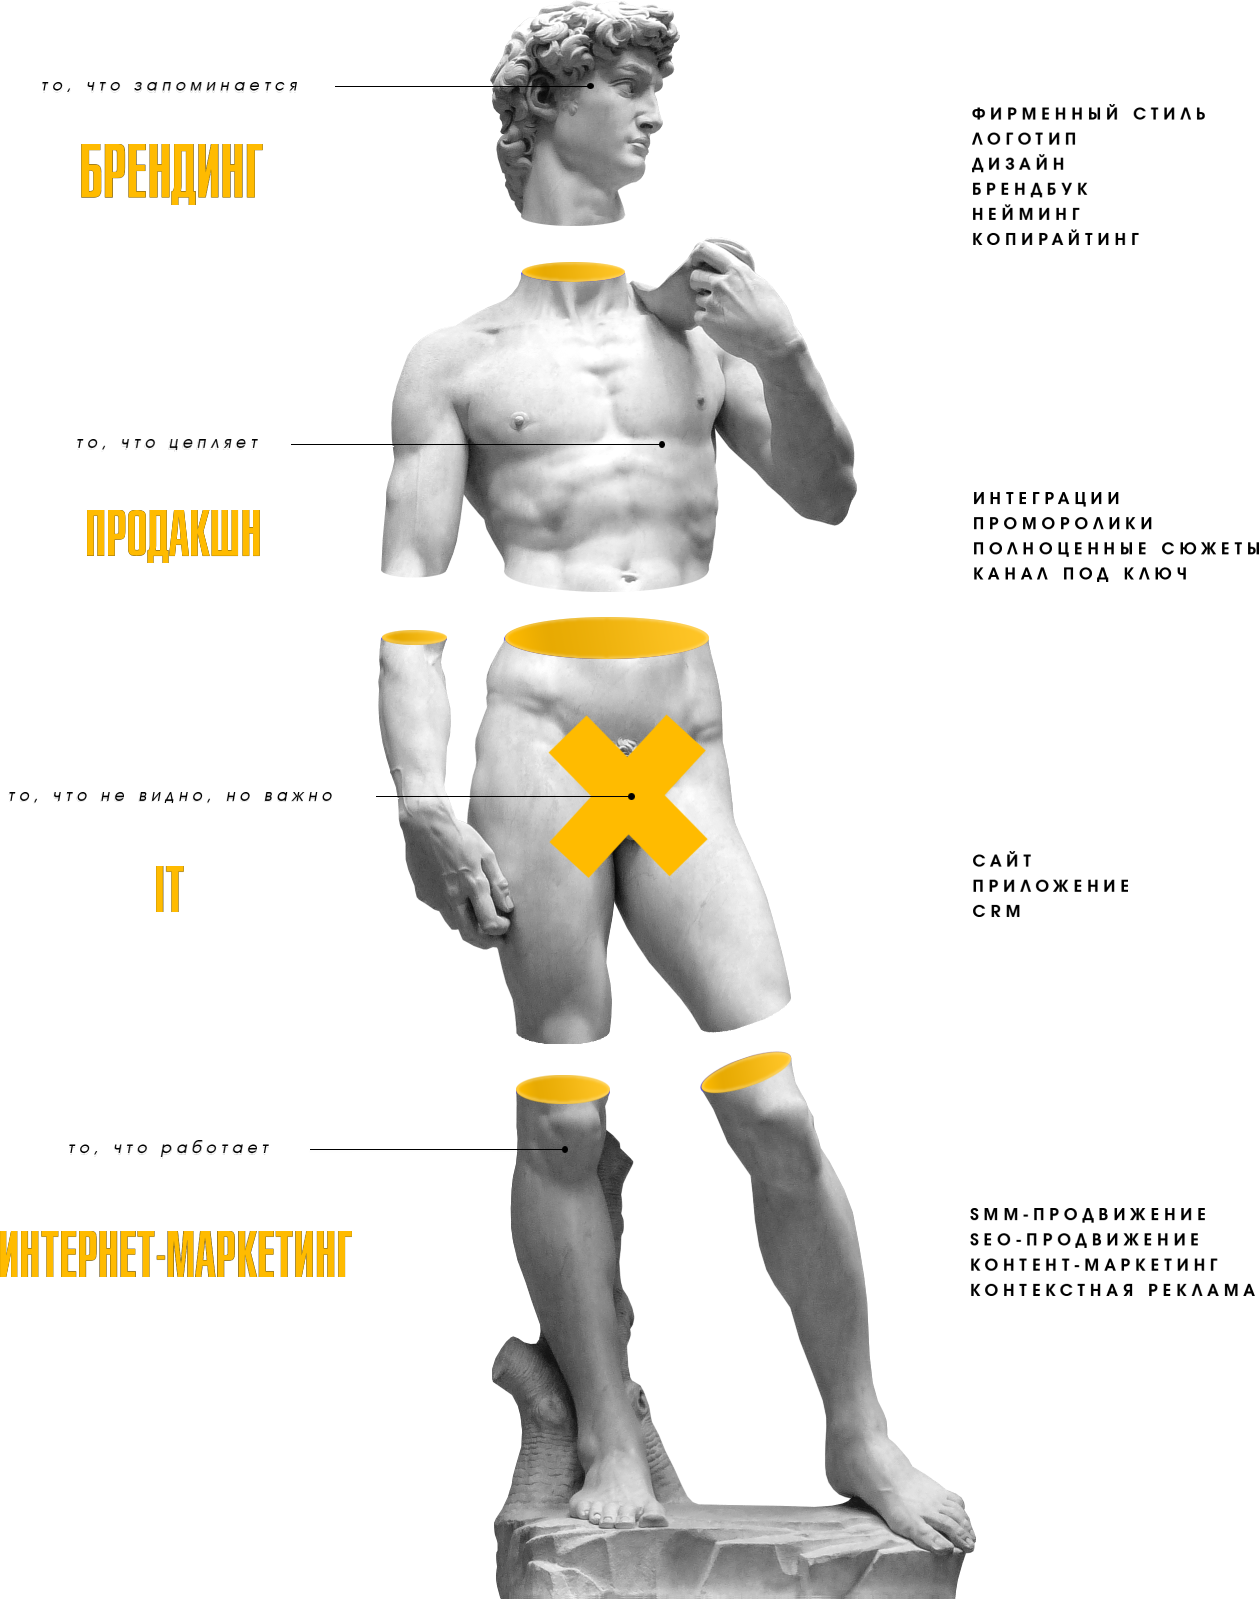 то, что запоминается
БРЕНДИНГ
ФИРМЕННЫЙ СТИЛЬ
ЛОГОТИП
ДИЗАЙН
БРЕНДБУК
НЕЙМИНГ
КОПИРАЙТИНГ
то, что цепляет
ПРОДАКШН
ИНТЕГРАЦИИ
ПРОМОРОЛИКИ
ПОЛНОЦЕННЫЕ СЮЖЕТЫ
КАНАЛ ПОД КЛЮЧ
то, что не видно, но важно
IT
САЙТ
ПРИЛОЖЕНИЕ
CRM
то, что работает
ИНТЕРНЕТ-МАРКЕТИНГ
SMM-ПРОДВИЖЕНИЕ
SEO-ПРОДВИЖЕНИЕ
КОНТЕНТ-МАРКЕТИНГ
КОНТЕКСТНАЯ РЕКЛАМА